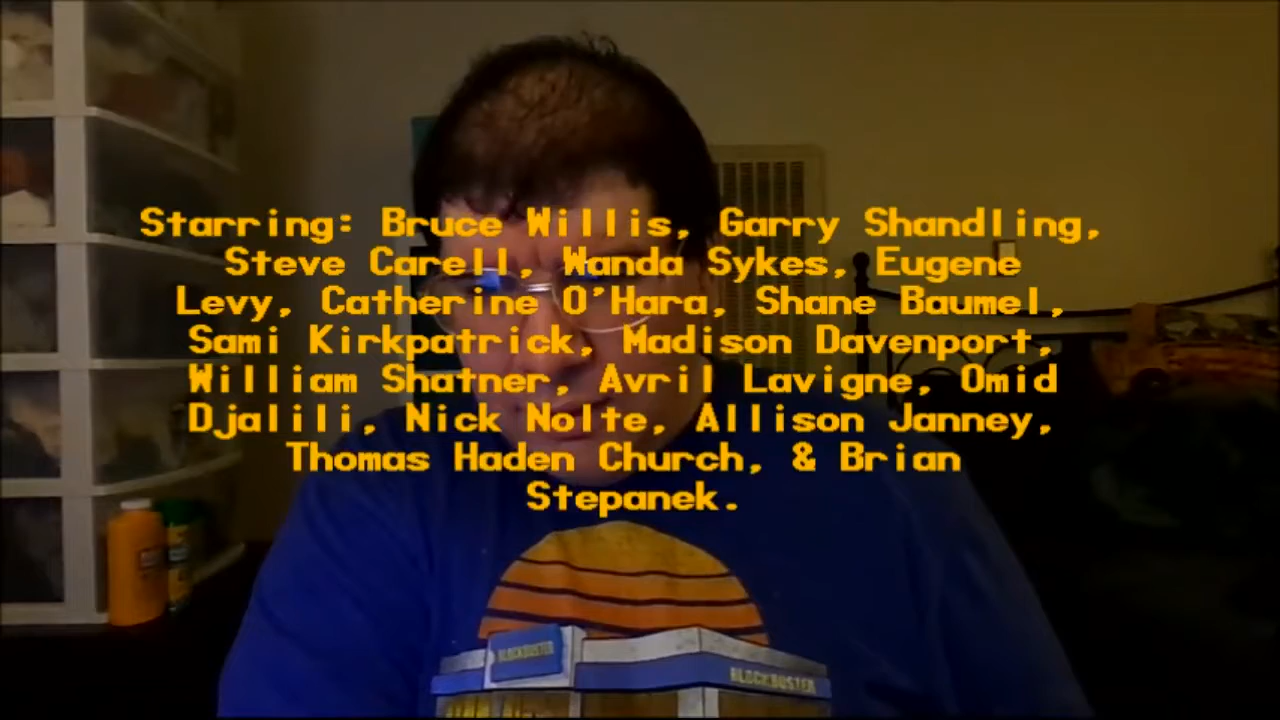 Starring: Bruce Willis, Garry Shandling,
Steve Carell, Wanda Sykes, Eugene
Levy, Catherine O'Hara, Shane Baumel,
Sami Kirkpatrick, Madison Davenport,
William Shatner, Avril Lavigne, Omid
Djalili, Nick Nolte, Allison Janney,
Thomas Haden Church, & Brian
Stepanek.
BLOCKBUSTER
BLOCKBUSTER